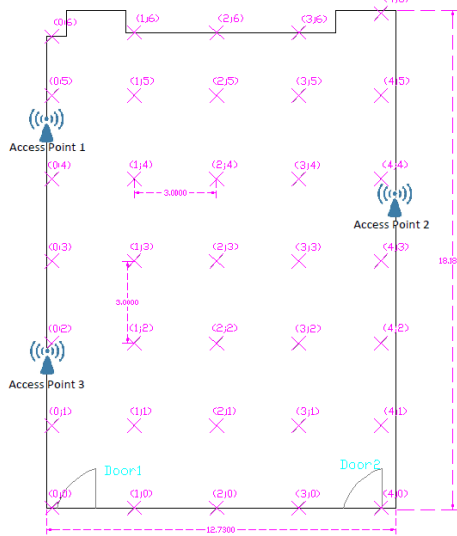 (0;6) (1;6) (2;6) (3;6)
(0;5) (1;5) (2;5) (3;5) (4;5)
Access Point 1
(0;4) (1;4) (2;4) (3;4) (4;4)
3.0000
Access Point 2
(0;3) (1;3) (2;3) (3;3) (4;3)
3.0000
(0;2) (1;2) (2;2) (3;2) (4;2)
Access Point 3
(0;1) (1;1) (2;1) (3;1) (4;1)
Door1 Door2
(0;0) (1;0) (2;0) (3;0) (4;0)
12.7300